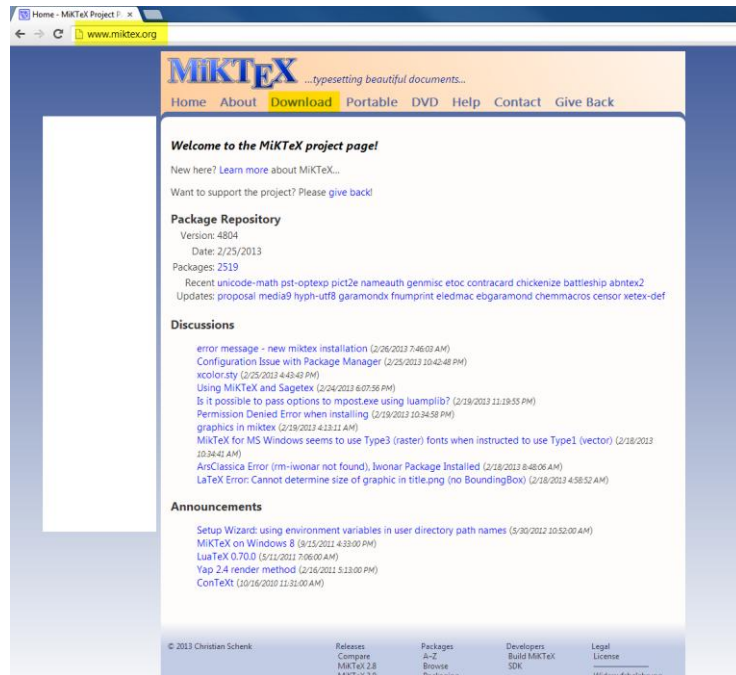 Home - MiKTeX Project P
www.miktex.org
MiKTeX ...typesetting beautiful documents...
Home About Download Portable DVD Help Contact Give Back
Welcome to the MiKTeX project page!
New here? Learn more about MiKTeX...
Want to support the project? Please give back!
Package Repository
Version: 4804
Date: 2/25/2013
Packages: 2519
Recent unicode-math pst-optexp pict2e nameauth genmisc etoc contracard chickenize battleship abntex2
Updates: proposal media9 hyph-utf8 garamondx fnumprint eledmac ebgaramond chemmacros censor xetex-def
Discussions
error message - new miktex installation (2/26/2013 7:46:03 AM)
Configuration Issue with Package Manager (2/25/2013 10:42:48 PM)
xcolor.sty (2/25/2013 4:43:43 PM)
Using MiKTeX and Sagetex (2/24/2013 6:07:56 PM)
Is it possible to pass options to mpost.exe using luamplib? (2/19/2013 11:19:55 PM)
Permission Denied Error when installing (2/19/2013 10:34:58 PM)
graphics in miktex (2/19/2013 4:13:11 AM)
MikTeX for MS Windows seems to use Type3 (raster) fonts when instructed to use Type1 (vector) (2/18/2013
10:34:41 AM)
ArsClassica Error (rm-iwonar not found), Iwonar Package Installed (2/18/2013 8:48:06 AM)
LaTeX Error: Cannot determine size of graphic in title.png (no BoundingBox) (2/18/2013 4:58:52 AM)
Announcements
Setup Wizard: using environment variables in user directory path names (5/30/2012 10:52:00 AM)
MiKTeX on Windows 8 (9/15/2011 4:33:00 PM)
LuaTeX 0.70.0 (5/11/2011 7:06:00 AM)
Yap 2.4 render method (2/16/2011 5:13:00 PM)
ConTeXt (10/16/2010 11:31:00 AM)
© 2013 Christian Schenk Releases Packages Developers Legal
Compare A-Z Build MiKTeX License
MiKTeX 2.8 Browse SDK